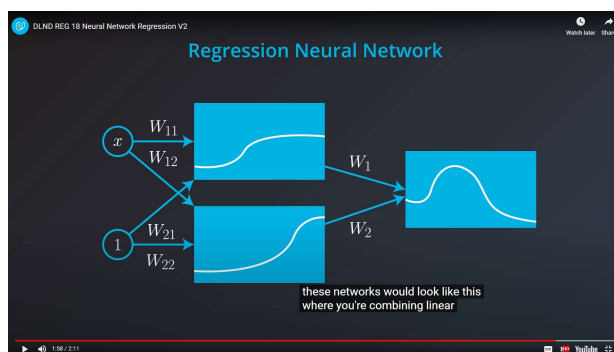 DLND REG 18 Neural Network Regression V2
Watch later
Share
Regression Neural Network
x
W11
W12
W1
1
W21
W22
W2
these networks would look like this
where you're combining linear
1:58 / 2:11
YouTube